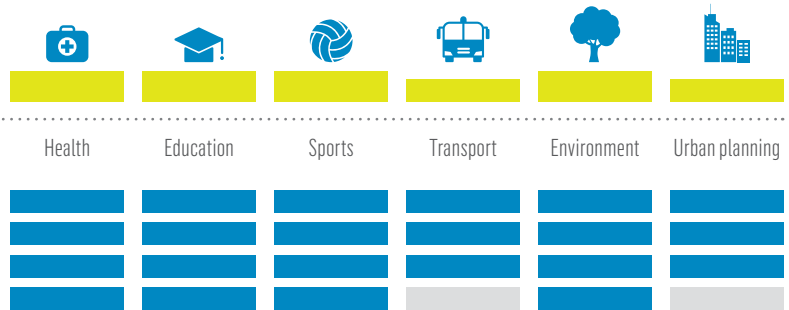 Health
Education
Sports
Transport
Environment
Urban planning